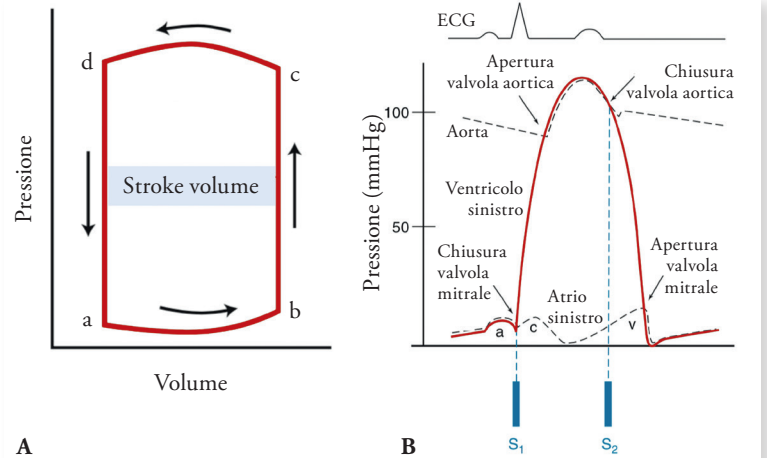 d
c
Stroke volume
Pressione
a
b
Volume
A
ECG
Apertura
valvola aortica
Chiusura
valvola aortica
100
Aorta
Pressione (mmHg)
Ventricolo
sinistro
50
Chiusura
valvola
mitrale
Atrio
sinistro
Apertura
valvola
mitrale
a
c
v
B
S₁
S₂